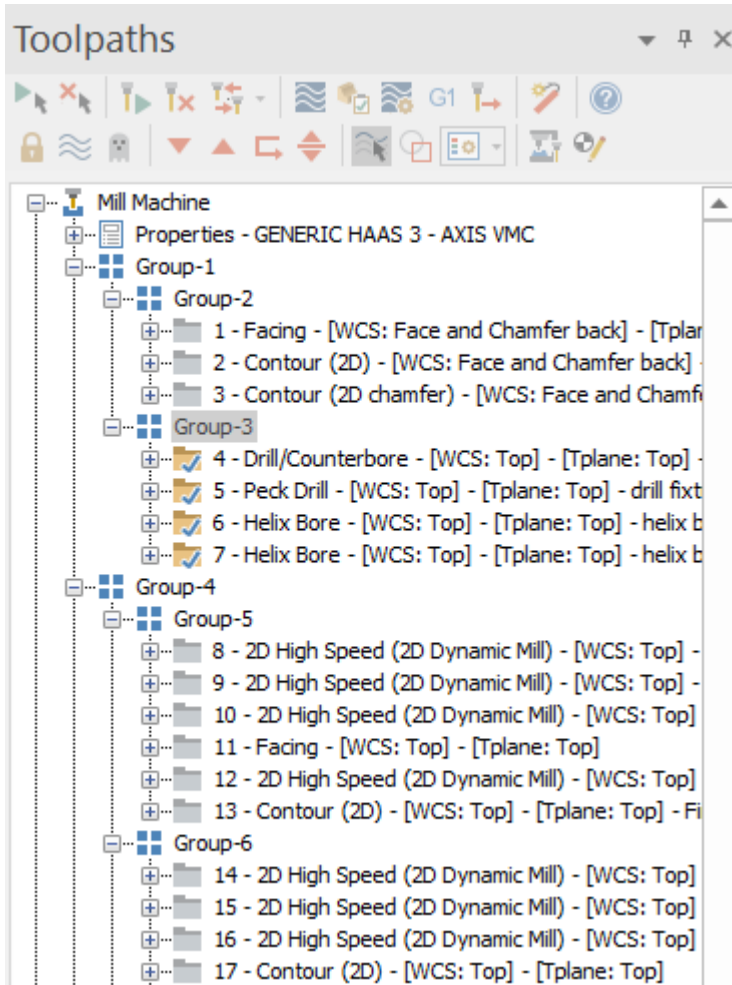 Toolpaths
G1
Mill Machine
Properties - GENERIC HAAS 3 - AXIS VMC
Group-1
Group-2
1 - Facing - [WCS: Face and Chamfer back] - [Tplan
2 - Contour (2D) - [WCS: Face and Chamfer back] -
3 - Contour (2D chamfer) - [WCS: Face and Chamfe
Group-3
4 - Drill/Counterbore - [WCS: Top] - [Tplane: Top] -
5 - Peck Drill - [WCS: Top] - [Tplane: Top] - drill fixt
6 - Helix Bore - [WCS: Top] - [Tplane: Top] - helix b
7 - Helix Bore - [WCS: Top] - [Tplane: Top] - helix b
Group-4
Group-5
8 - 2D High Speed (2D Dynamic Mill) - [WCS: Top] -
9 - 2D High Speed (2D Dynamic Mill) - [WCS: Top] -
10 - 2D High Speed (2D Dynamic Mill) - [WCS: Top]
11 - Facing - [WCS: Top] - [Tplane: Top]
12 - 2D High Speed (2D Dynamic Mill) - [WCS: Top]
13 - Contour (2D) - [WCS: Top] - [Tplane: Top] - Fi
Group-6
14 - 2D High Speed (2D Dynamic Mill) - [WCS: Top]
15 - 2D High Speed (2D Dynamic Mill) - [WCS: Top]
16 - 2D High Speed (2D Dynamic Mill) - [WCS: Top]
17 - Contour (2D) - [WCS: Top] - [Tplane: Top]